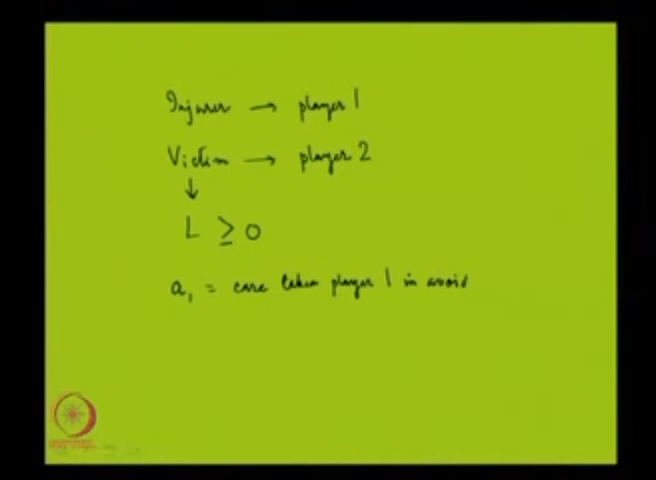 Injurer → player 1
Victim → player 2
↓
L ≥ 0
a₁ = care taken player 1 in avoid